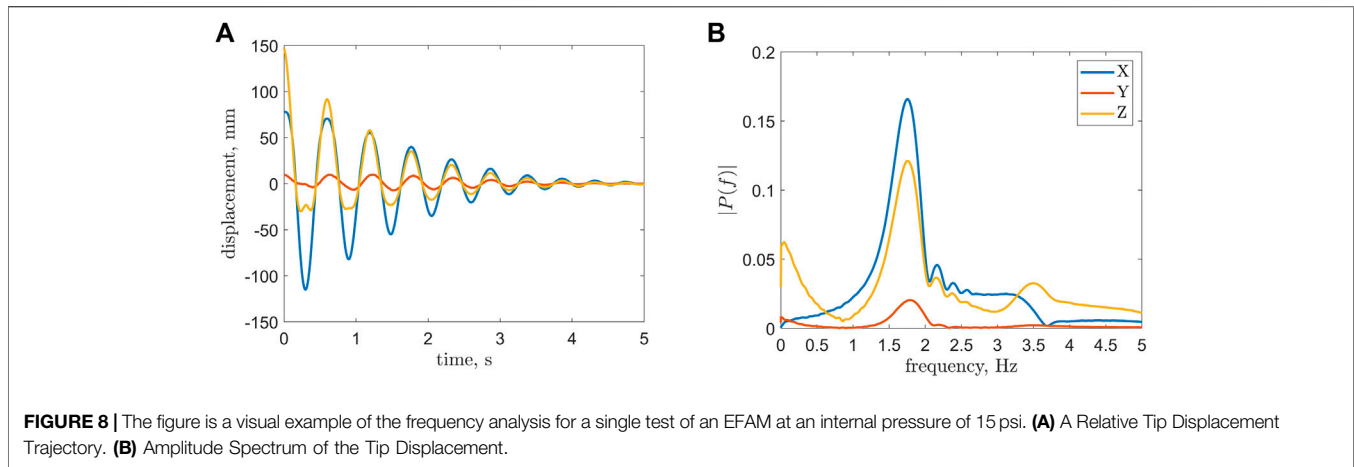 A
150
100
50
0
-50
-100
-150
displacement, mm
0 1 2 3 4 5
time, s
B
0.2
0.15
0.1
0.05
0
|P(f)|
X
Y
Z
0 0.5 1 1.5 2 2.5 3 3.5 4 4.5 5
frequency, Hz
FIGURE 8 | The figure is a visual example of the frequency analysis for a single test of an EFAM at an internal pressure of 15 psi. (A) A Relative Tip Displacement
Trajectory. (B) Amplitude Spectrum of the Tip Displacement.